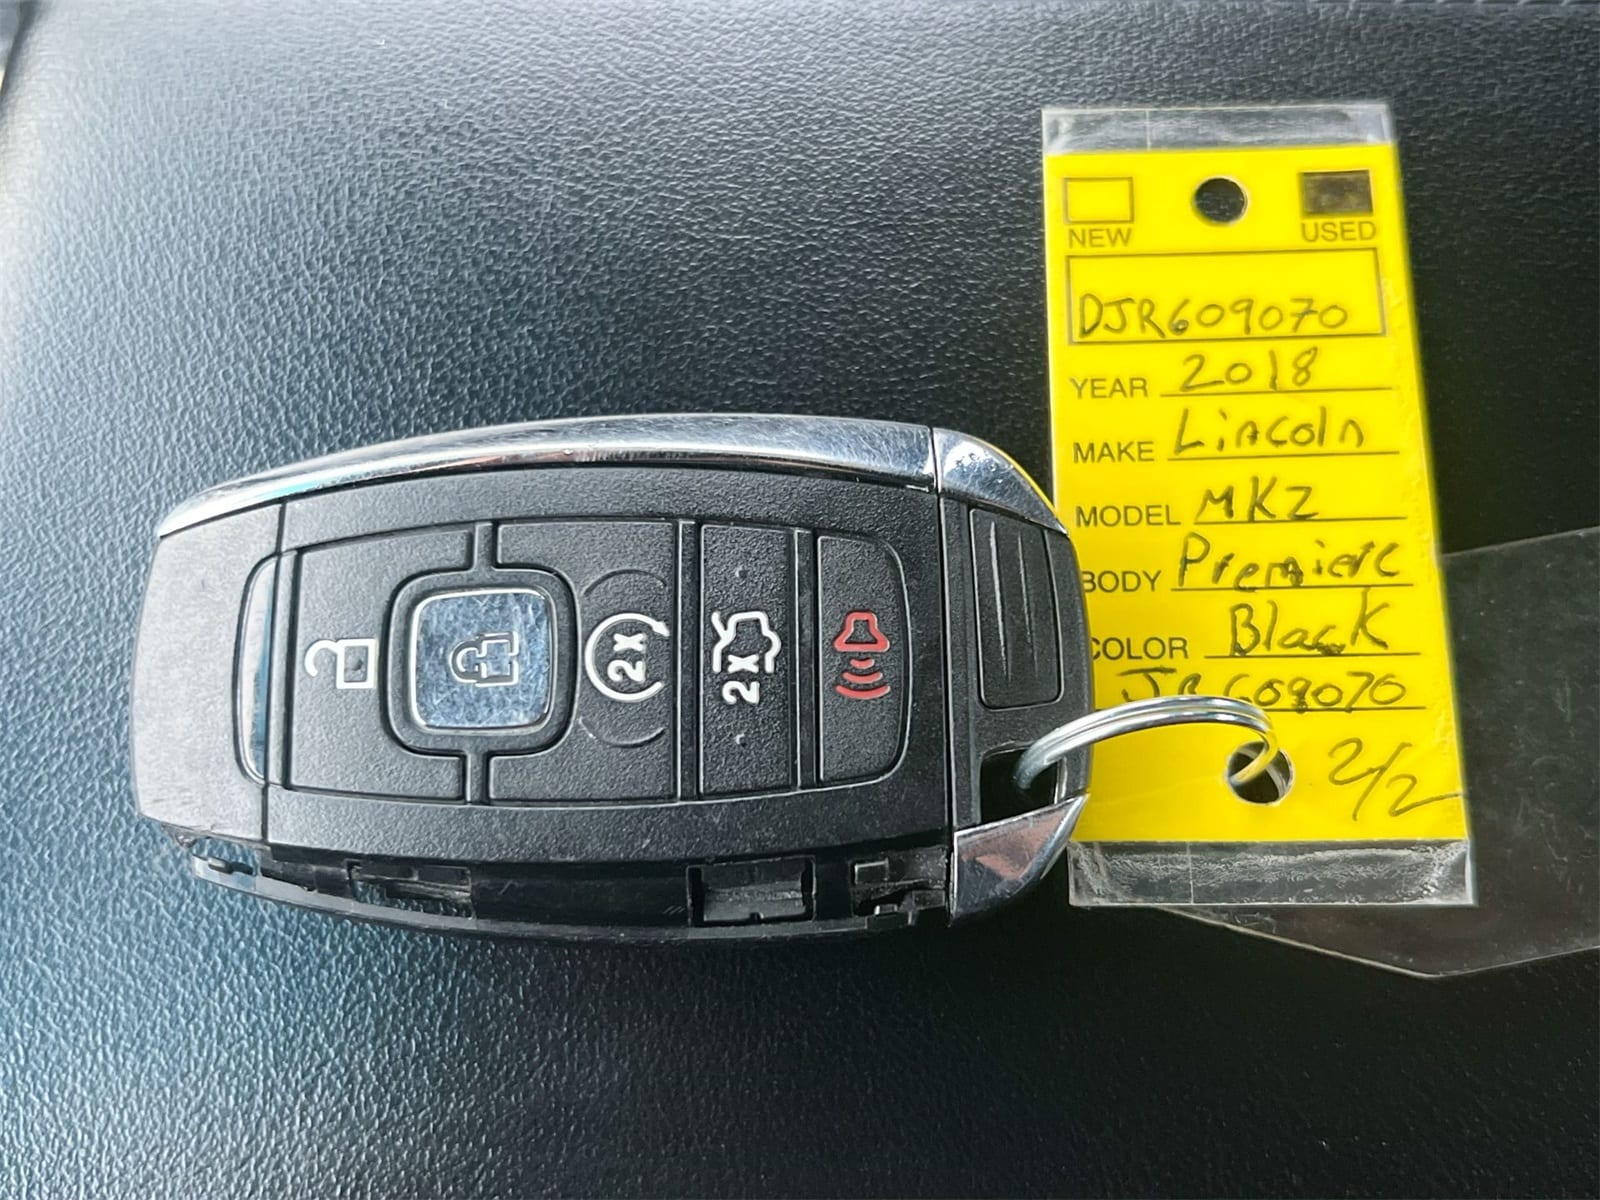 NEW USED
DJR609070
YEAR 2018
MAKE Lincoln
MODEL MKZ
BODY Premiere
COLOR Black
JR609070
2/2
2x
2x